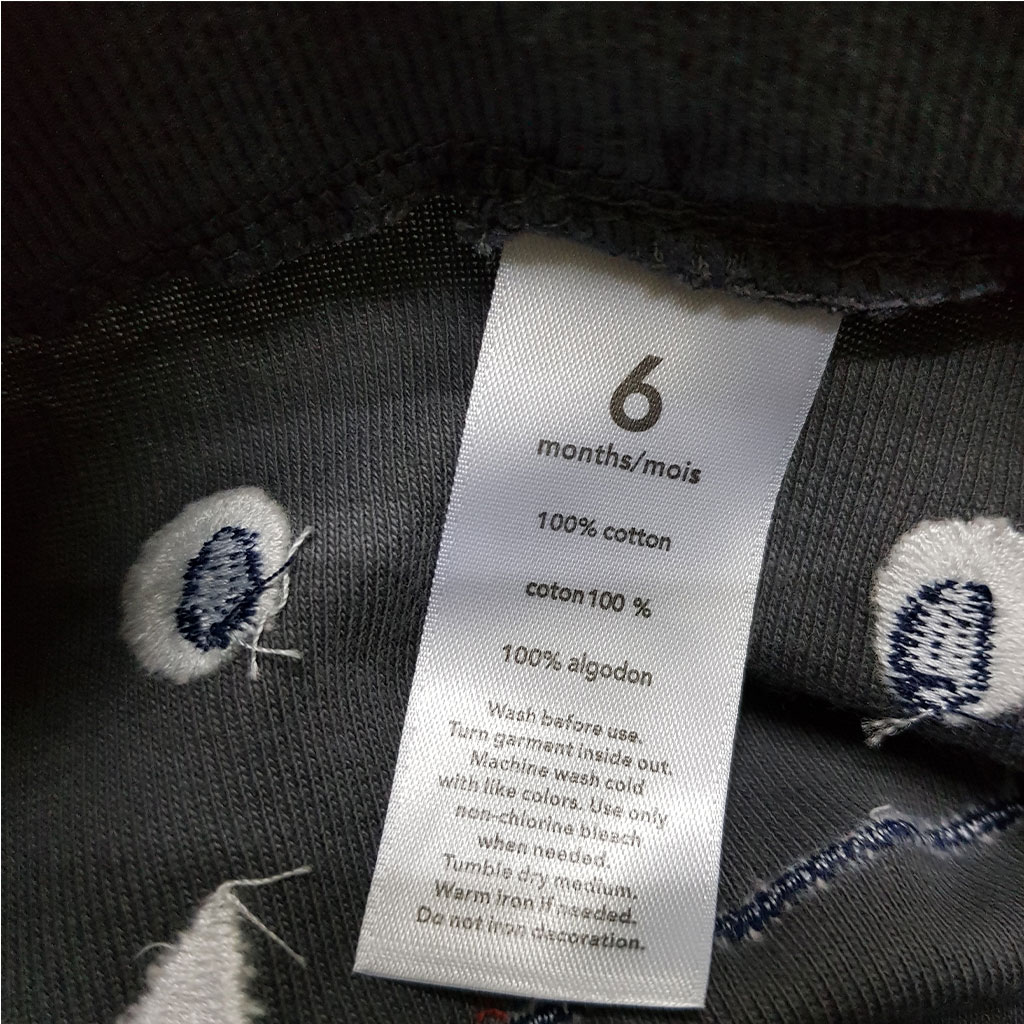 6
months/mois
100% cotton
coton100 %
100% algodon
Wash before use.
Turn garment inside out.
Machine wash cold
with like colors. Use only
non-chlorine bleach
when needed.
Tumble dry medium.
Warm iron if needed.
Do not iron decoration.